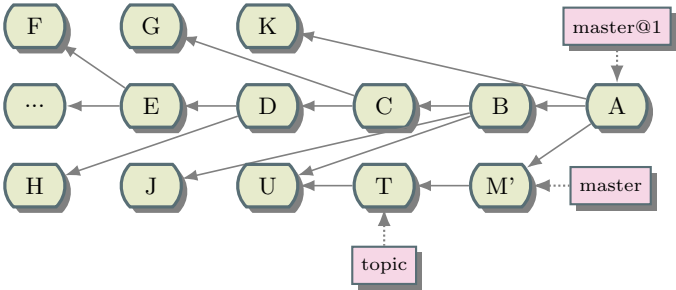 F G K master@1
... E D C B A
H J U T M' master
topic